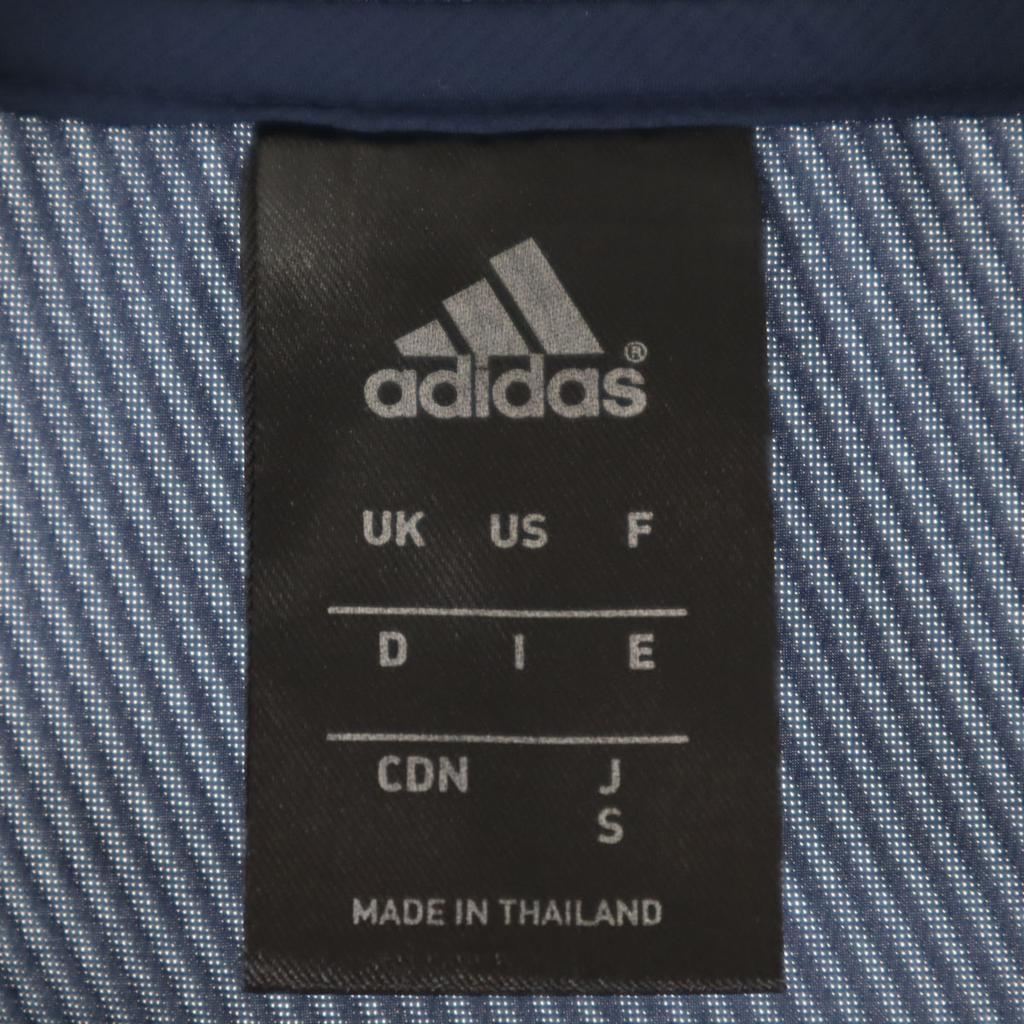 adidas®
UK US F
D I E
CDN J
S
MADE IN THAILAND